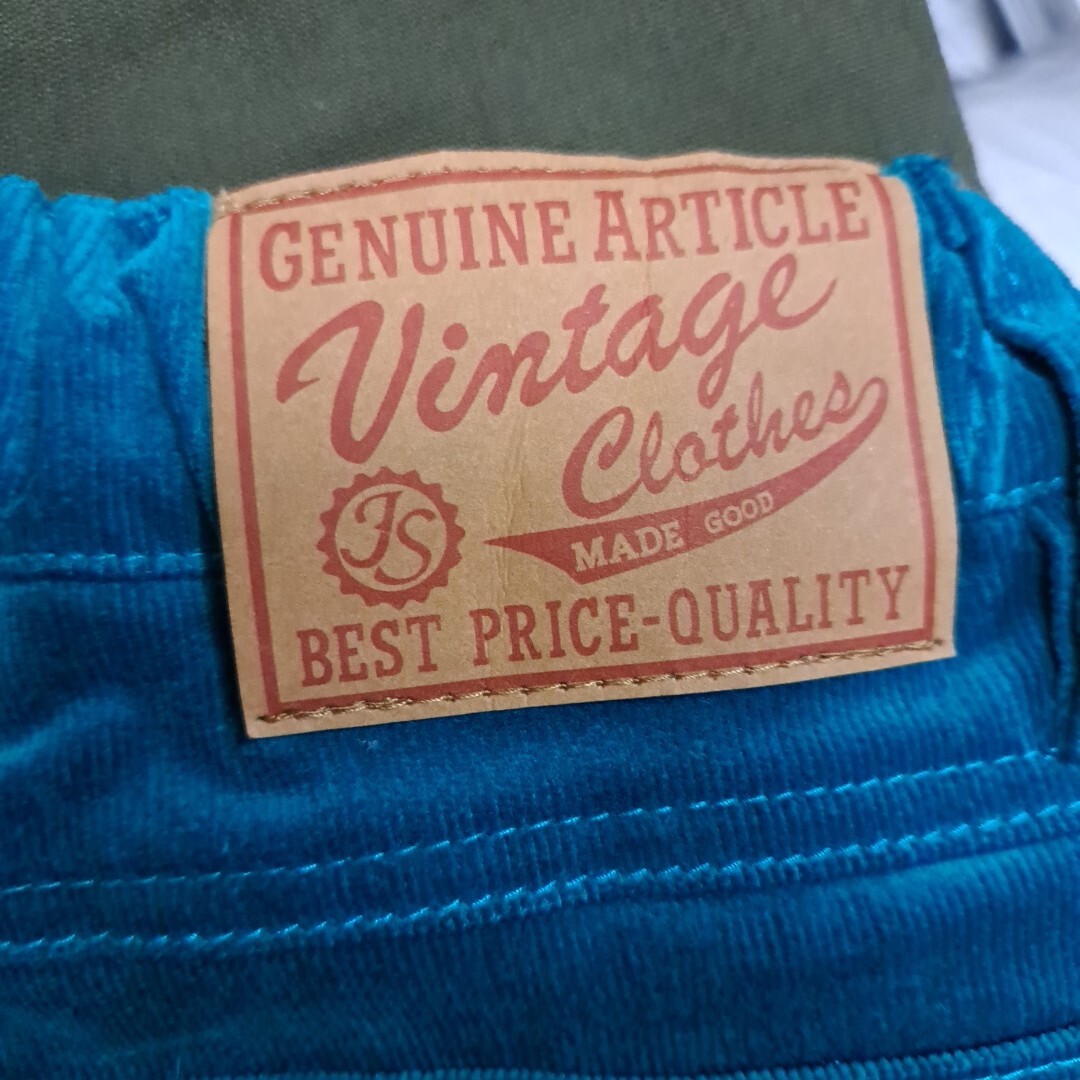 GENUINE ARTICLE
Vintage
Clothes
MADE GOOD
JS
BEST PRICE-QUALITY